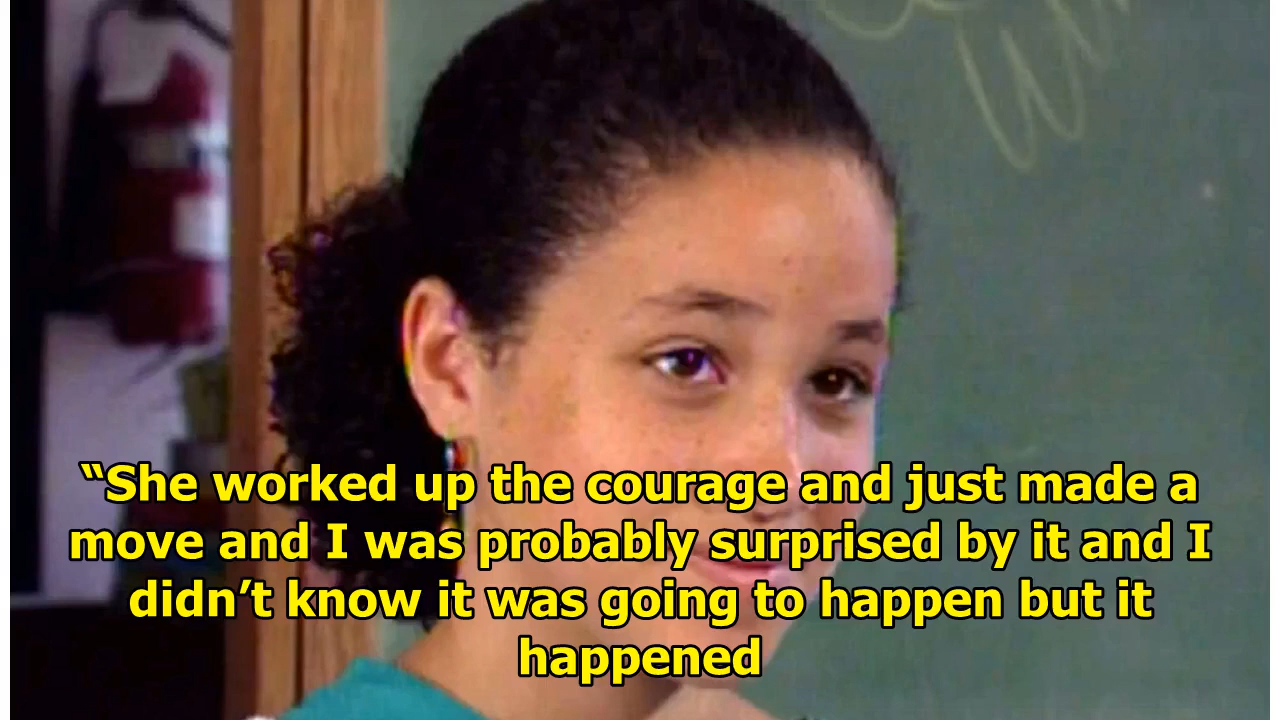 “She worked up the courage and just made a
move and I was probably surprised by it and I
didn’t know it was going to happen but it
happened